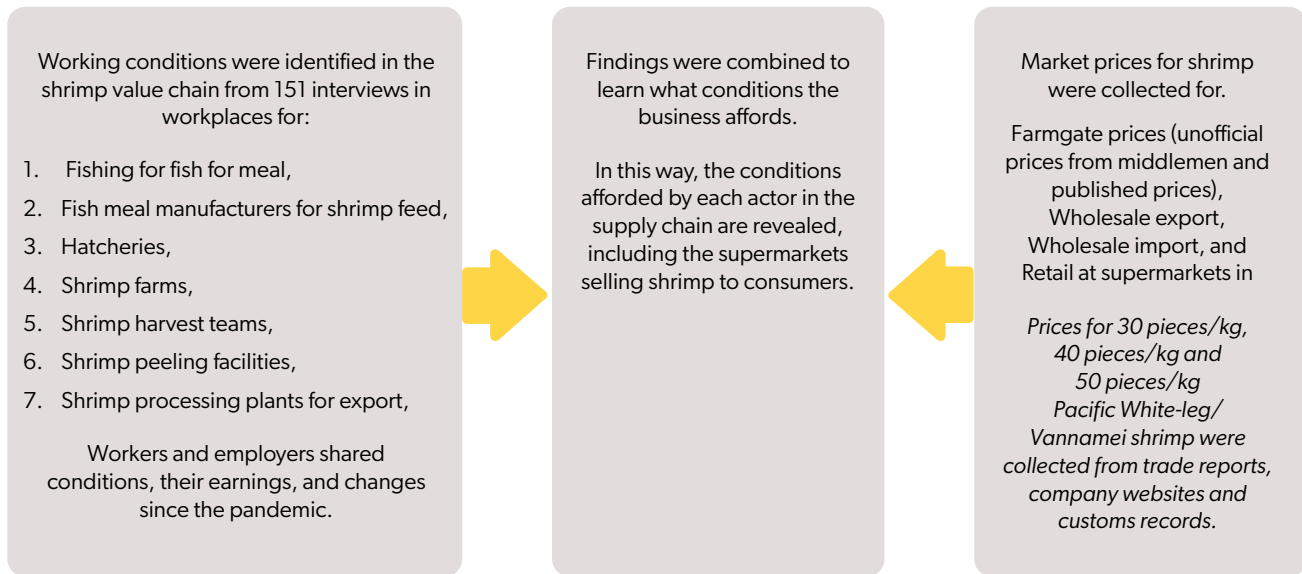 Working conditions were identified in the
shrimp value chain from 151 interviews in
workplaces for:
1. Fishing for fish for meal,
2. Fish meal manufacturers for shrimp feed,
3. Hatcheries,
4. Shrimp farms,
5. Shrimp harvest teams,
6. Shrimp peeling facilities,
7. Shrimp processing plants for export,
Workers and employers shared
conditions, their earnings, and changes
since the pandemic.
Findings were combined to
learn what conditions the
business affords.
In this way, the conditions
afforded by each actor in the
supply chain are revealed,
including the supermarkets
selling shrimp to consumers.
Market prices for shrimp
were collected for.
Farmgate prices (unofficial
prices from middlemen and
published prices),
Wholesale export,
Wholesale import, and
Retail at supermarkets in
Prices for 30 pieces/kg,
40 pieces/kg and
50 pieces/kg
Pacific White-leg/
Vannamei shrimp were
collected from trade reports,
company websites and
customs records.